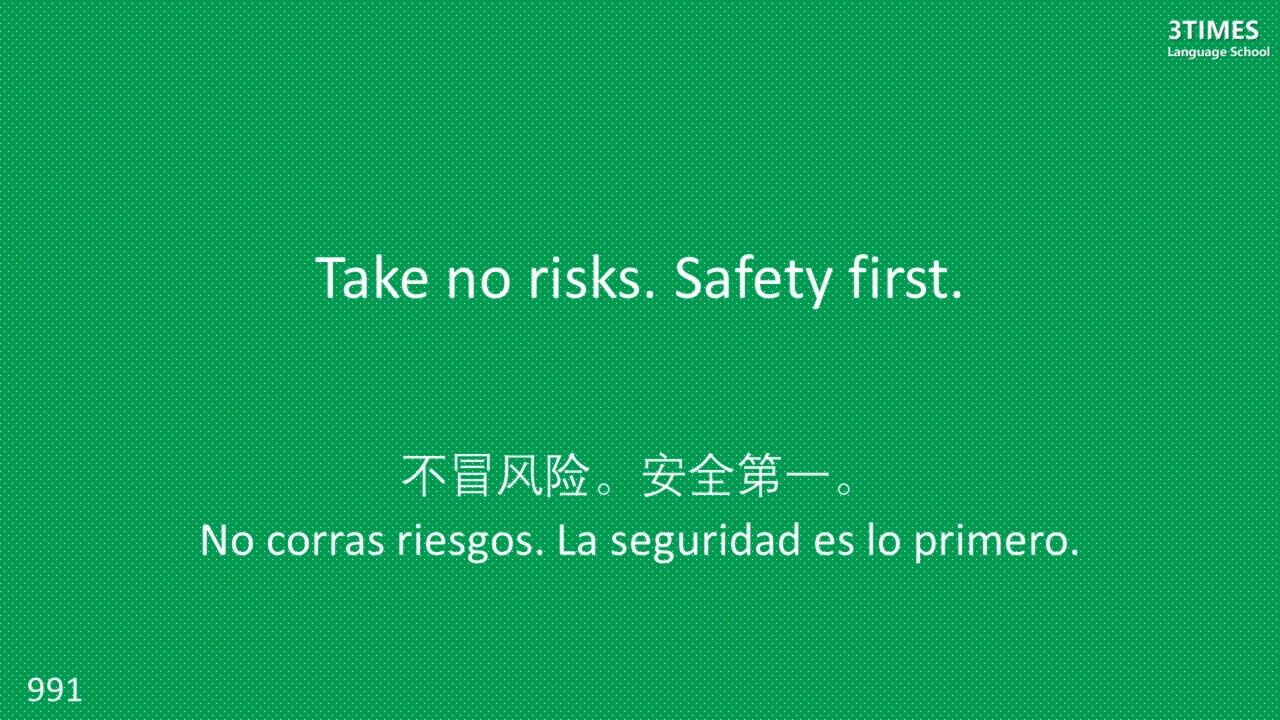 3TIMES
Language School
Take no risks. Safety first.
不冒风险。安全第一。
No corras riesgos. La seguridad es lo primero.
991